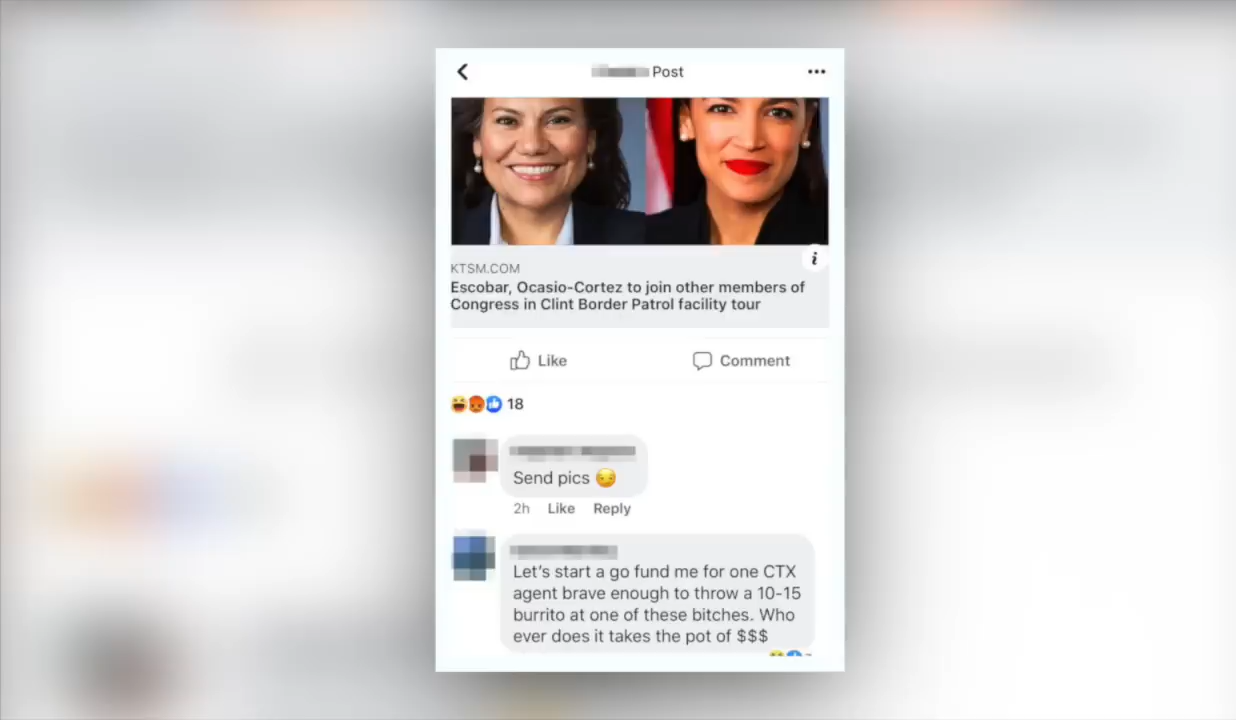 Post
KTSM.COM
Escobar, Ocasio-Cortez to join other members of
Congress in Clint Border Patrol facility tour
Like
Comment
18
Send pics 😏
2h Like Reply
Let's start a go fund me for one CTX
agent brave enough to throw a 10-15
burrito at one of these bitches. Who
ever does it takes the pot of $$$